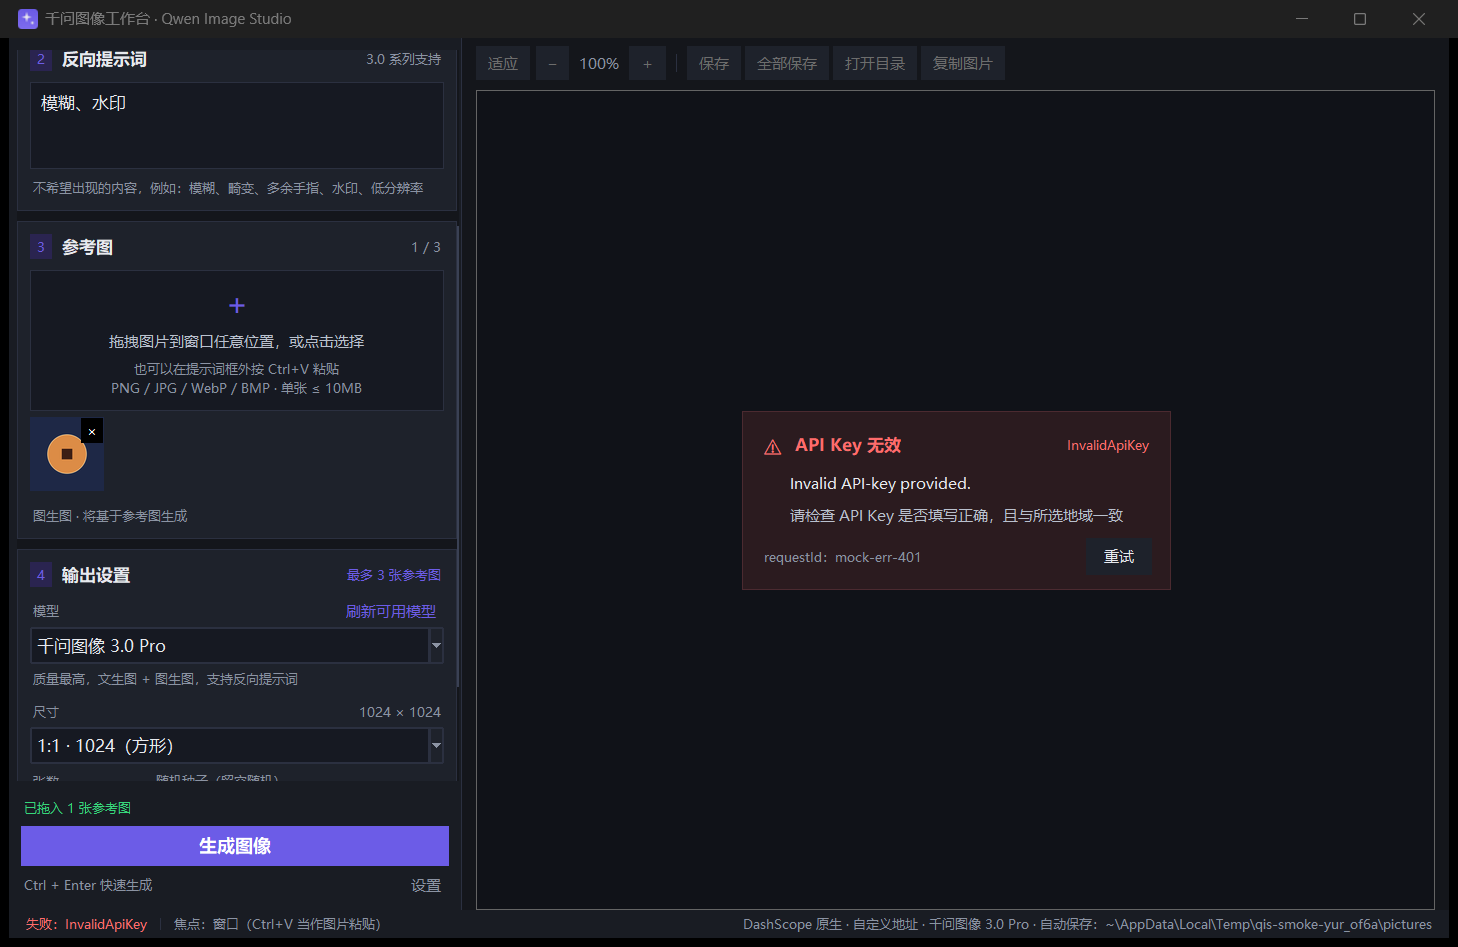 千问图像工作台 · Qwen Image Studio
2 反向提示词 3.0 系列支持
模糊、水印
不希望出现的内容，例如：模糊、畸变、多余手指、水印、低分辨率
3 参考图 1 / 3
+
拖拽图片到窗口任意位置，或点击选择
也可以在提示词框外按 Ctrl+V 粘贴
PNG / JPG / WebP / BMP · 单张 ≤ 10MB
×
图生图 · 将基于参考图生成
4 输出设置 最多 3 张参考图
模型 刷新可用模型
千问图像 3.0 Pro
质量最高，文生图 + 图生图，支持反向提示词
尺寸 1024 × 1024
1:1 · 1024（方形）
张数 随机种子（留空随机）
已拖入 1 张参考图
生成图像
Ctrl + Enter 快速生成 设置
适应 − 100% + 保存 全部保存 打开目录 复制图片
API Key 无效 InvalidApiKey
Invalid API-key provided.
请检查 API Key 是否填写正确，且与所选地域一致
requestId：mock-err-401 重试
失败：InvalidApiKey 焦点：窗口（Ctrl+V 当作图片粘贴） DashScope 原生 · 自定义地址 · 千问图像 3.0 Pro · 自动保存：~\AppData\Local\Temp\qis-smoke-yur_of6a\pictures